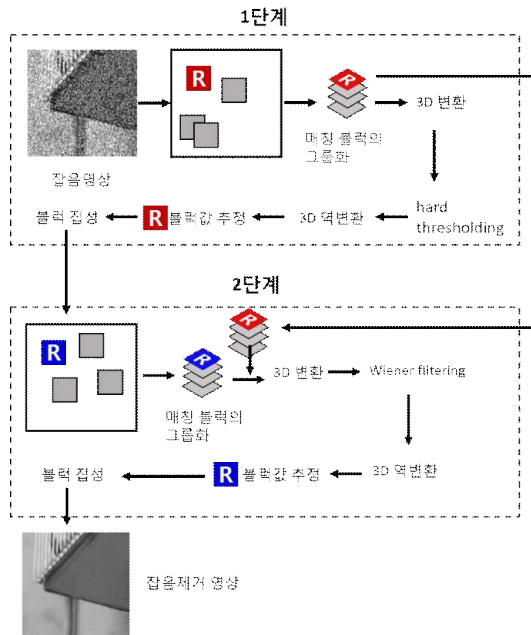 1단계
R
R
3D 변환
매칭 블럭의
그룹화
잡음영상
블럭 집성
R 블럭값 추정
3D 역변환
hard
thresholding
2단계
R
R
R
3D 변환
Wiener fltering
매칭 블럭의
그룹화
블럭 집성
R 블럭값 추정
3D 역변환
잡음제거 영상